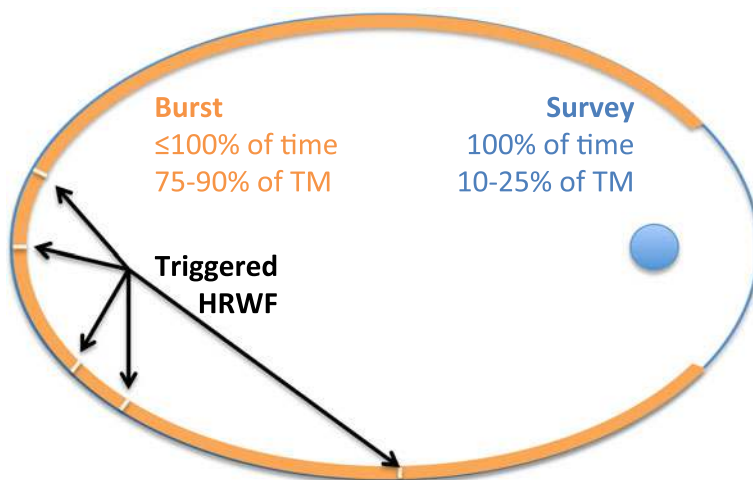 Burst
≤100% of time
75-90% of TM
Survey
100% of time
10-25% of TM
Triggered
HRWF